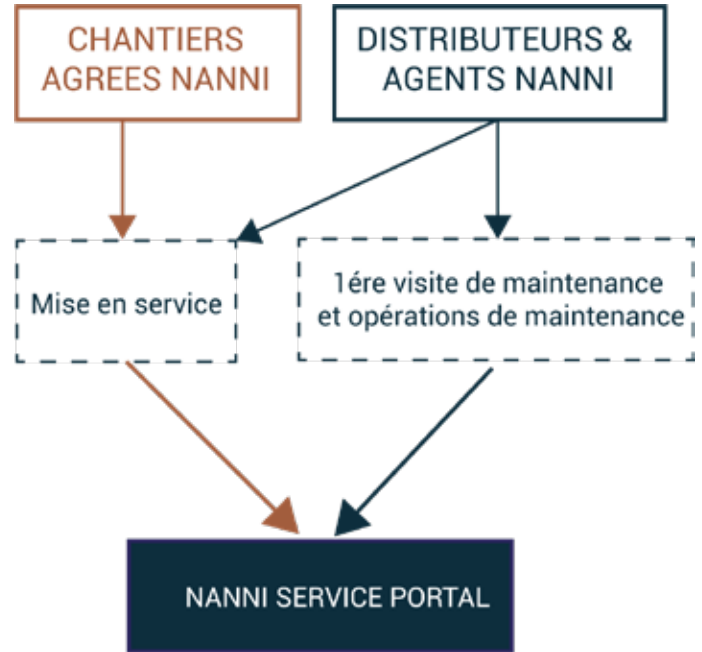 CHANTIERS
AGREES NANNI
DISTRIBUTEURS &
AGENTS NANNI
Mise en service
1ére visite de maintenance
et opérations de maintenance
NANNI SERVICE PORTAL